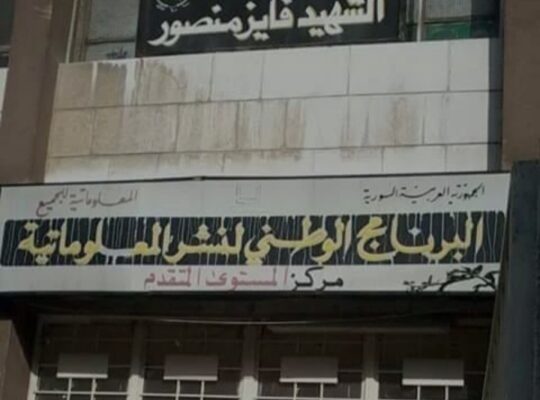 الشهيد فايز منصور
الجمهورية العربية السورية
المعلوماتية للجميع
البرنامج الوطني لنشر المعلوماتية
مركز المستوى المتقدم